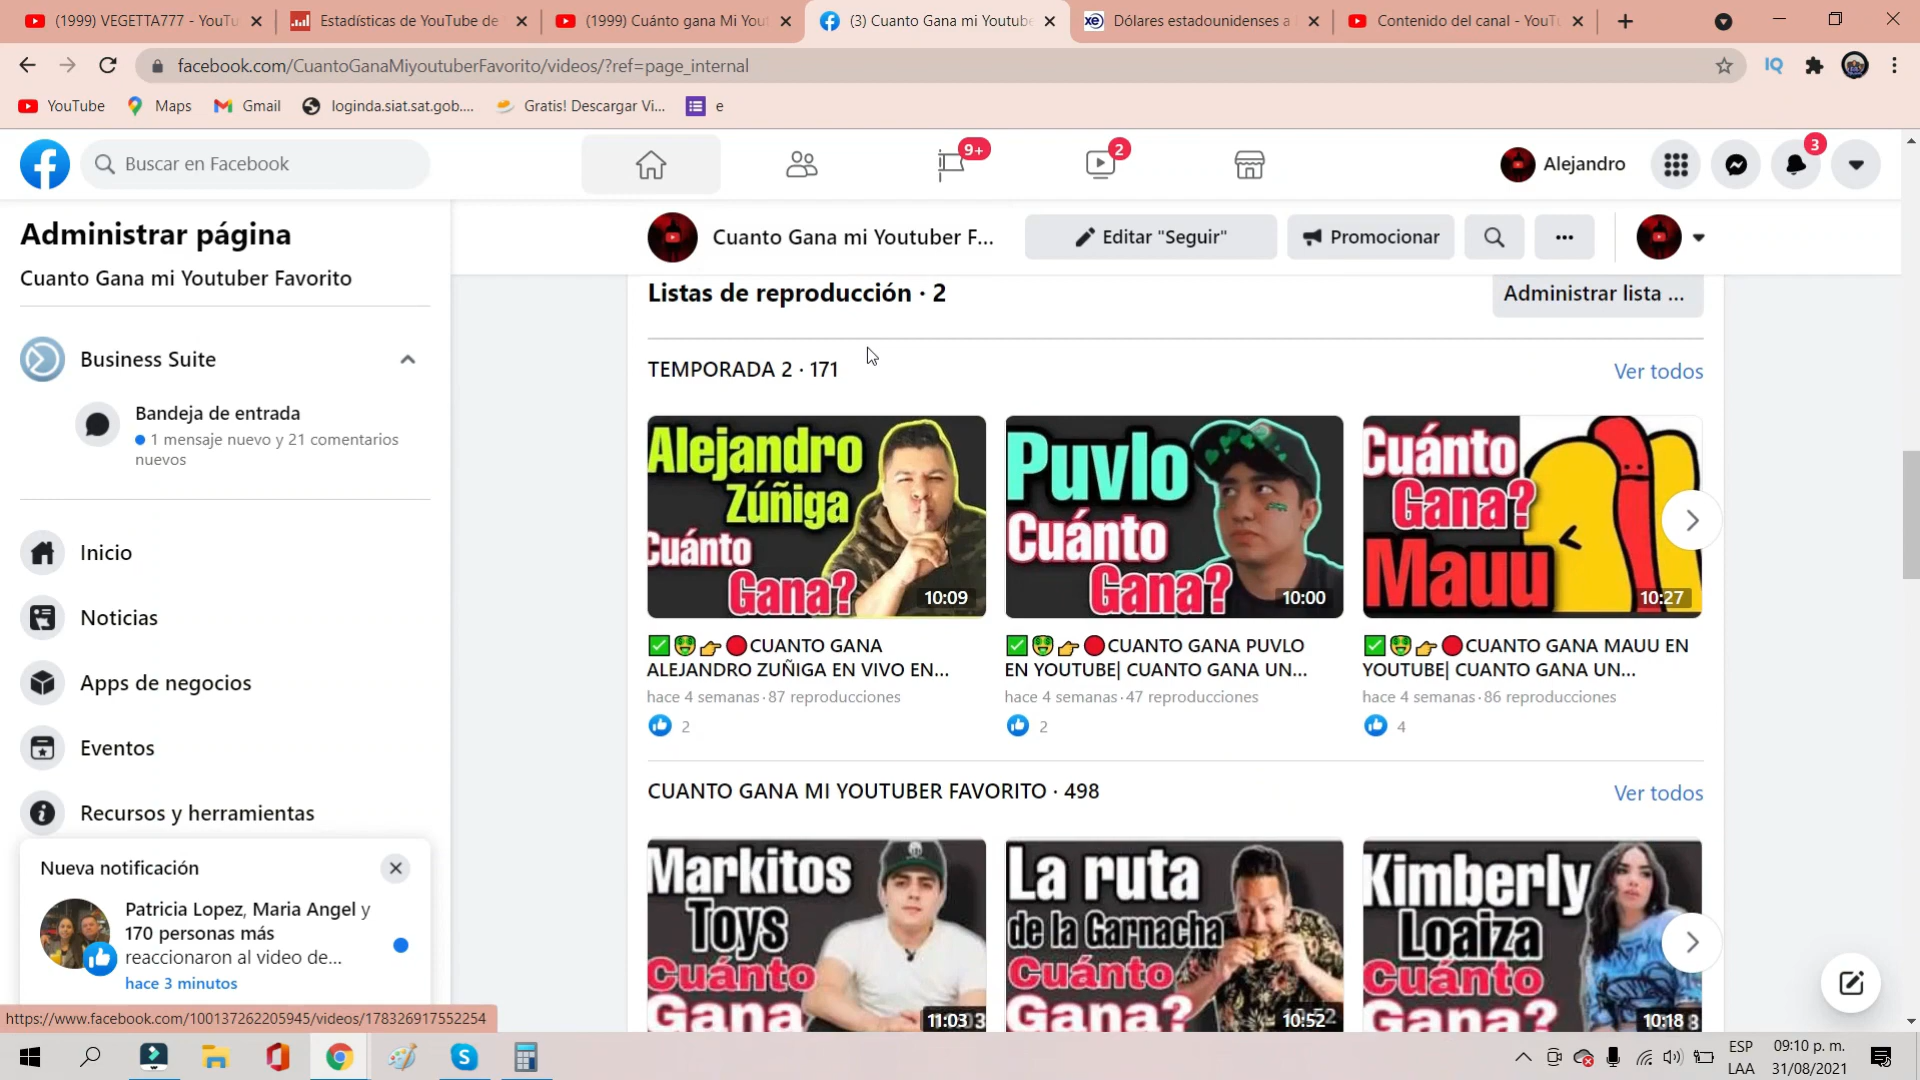 (1999) VEGETTA777 - YouTu
Estadísticas de YouTube de
(1999) Cuánto gana Mi You
(3) Cuanto Gana mi Youtube
Dólares estadounidenses a
Contenido del canal - YouT
facebook.com/CuantoGanaMiyoutuberFavorito/videos/?ref=page_internal
YouTube
Maps
Gmail
loginda.siat.sat.gob....
Gratis! Descargar Vi...
e
Buscar en Facebook
9+
2
Alejandro
3
Administrar página
Cuanto Gana mi Youtuber Favorito
Cuanto Gana mi Youtuber F...
Editar "Seguir"
Promocionar
Business Suite
Bandeja de entrada
1 mensaje nuevo y 21 comentarios
nuevos
Inicio
Noticias
Apps de negocios
Eventos
Recursos y herramientas
Nueva notificación
Patricia Lopez, Maria Angel y
170 personas más
reaccionaron al video de...
hace 3 minutos
Listas de reproducción · 2
Administrar lista ...
TEMPORADA 2 · 171
Ver todos
Alejandro
Zúñiga
Cuánto
Gana?
10:09
Puvlo
Cuánto
Gana?
10:00
Cuánto
Gana?
Mauu
10:27
✅🤑👉🔴CUANTO GANA
ALEJANDRO ZUÑIGA EN VIVO EN...
hace 4 semanas · 87 reproducciones
2
✅🤑👉🔴CUANTO GANA PUVLO
EN YOUTUBE| CUANTO GANA UN...
hace 4 semanas · 47 reproducciones
2
✅🤑👉🔴CUANTO GANA MAUU EN
YOUTUBE| CUANTO GANA UN...
hace 4 semanas · 86 reproducciones
4
CUANTO GANA MI YOUTUBER FAVORITO · 498
Ver todos
Markitos
Toys
Cuánto
Gana?
11:03
La ruta
de la Garnacha
Cuánto
Gana?
10:52
Kimberly
Loaiza
Cuánto
Gana?
10:18
https://www.facebook.com/100137262205945/videos/178326917552254
ESP
LAA
09:10 p. m.
31/08/2021